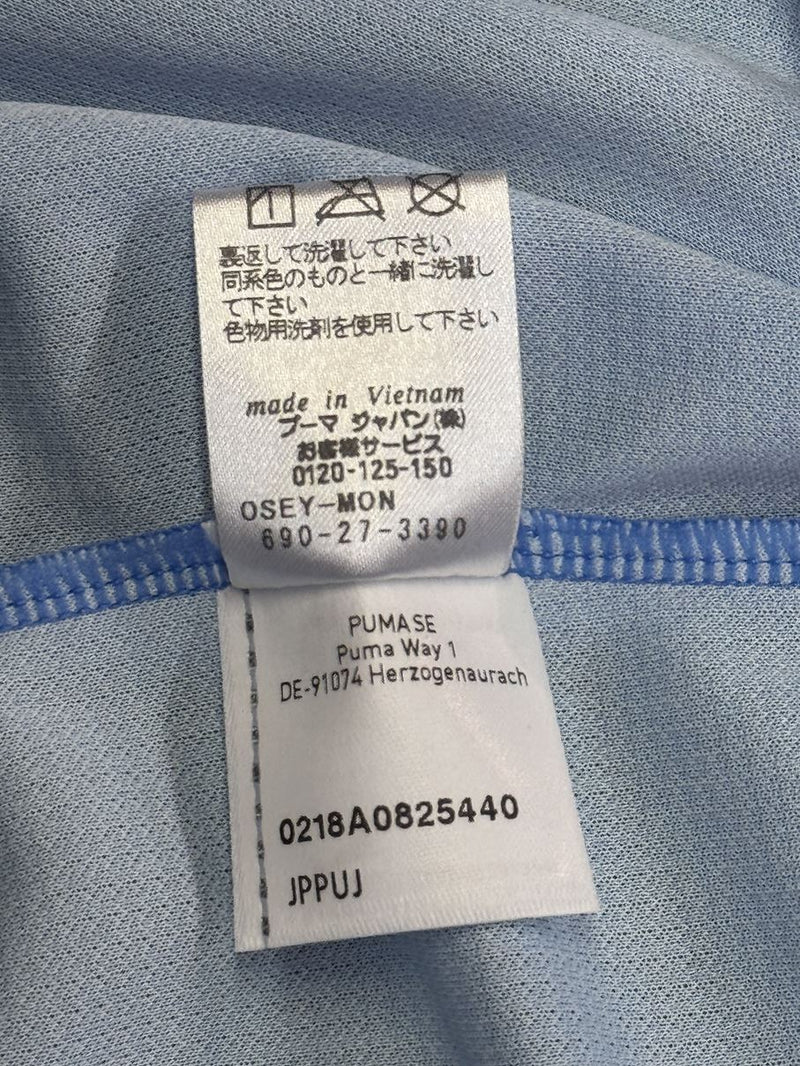 裏返して洗濯して下さい
同系色のものと一緒に洗濯し
て下さい
色物用洗剤を使用して下さい
made in Vietnam
プーマ ジャパン(株)
お客様サービス
0120-125-150
OSEY-MON
690-27-3390
PUMA SE
Puma Way 1
DE-91074 Herzogenaurach
0218A0825440
JPPUJ